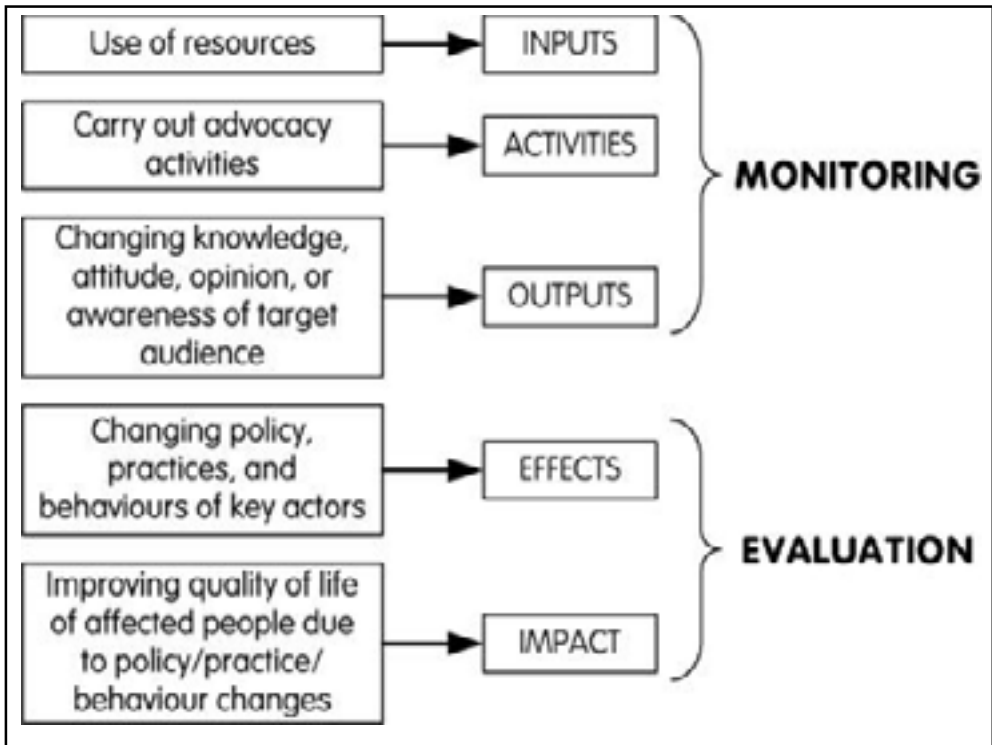 Use of resources
INPUTS
Carry out advocacy
activities
ACTIVITIES
MONITORING
Changing knowledge,
attitude, opinion, or
awareness of target
audience
OUTPUTS
Changing policy,
practices, and
behaviours of key actors
EFFECTS
EVALUATION
Improving quality of life
of affected people due
to policy/practice/
behaviour changes
IMPACT